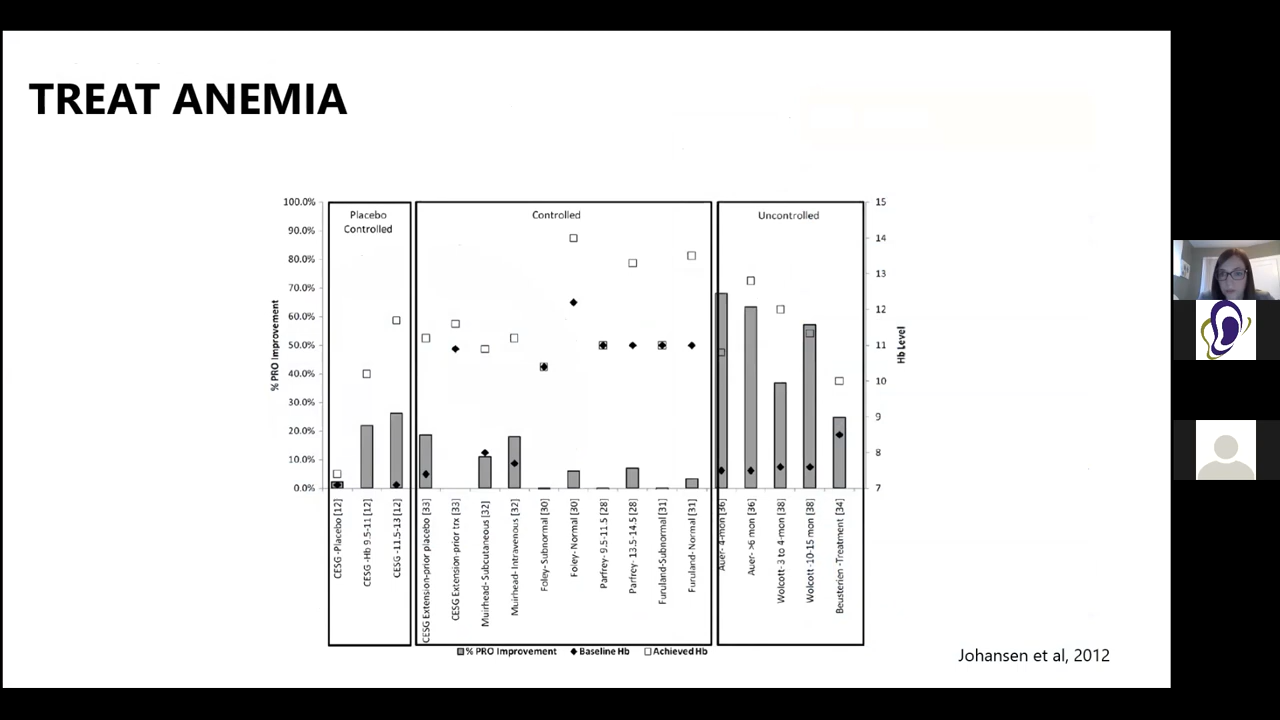 TREAT ANEMIA
100.0%
90.0%
80.0%
70.0%
60.0%
50.0%
40.0%
30.0%
20.0%
10.0%
0.0%
% PRO Improvement
Placebo
Controlled
Controlled
Uncontrolled
15
14
13
12
11
10
9
8
7
Hb Level
CESG -Placebo [12]
CESG -Hb 9.5-11 [12]
CESG -11.5-13 [12]
CESG Extension-prior placebo [33]
CESG Extension-prior trx [33]
Muirhead- Subcutaneous [32]
Muirhead- Intravenous [32]
Foley-Subnormal [30]
Foley- Normal [30]
Parfrey- 9.5-11.5 [28]
Parfrey- 13.5-14.5 [28]
Furuland-Subnormal [31]
Furuland- Normal [31]
Auer- 4-mon [36]
Auer- >6 mon [36]
Wolcott -3 to 4-mon [38]
Wolcott -10-15 mon [38]
Beusterien -Treatment [34]
% PRO Improvement Baseline Hb Achieved Hb
Johansen et al, 2012